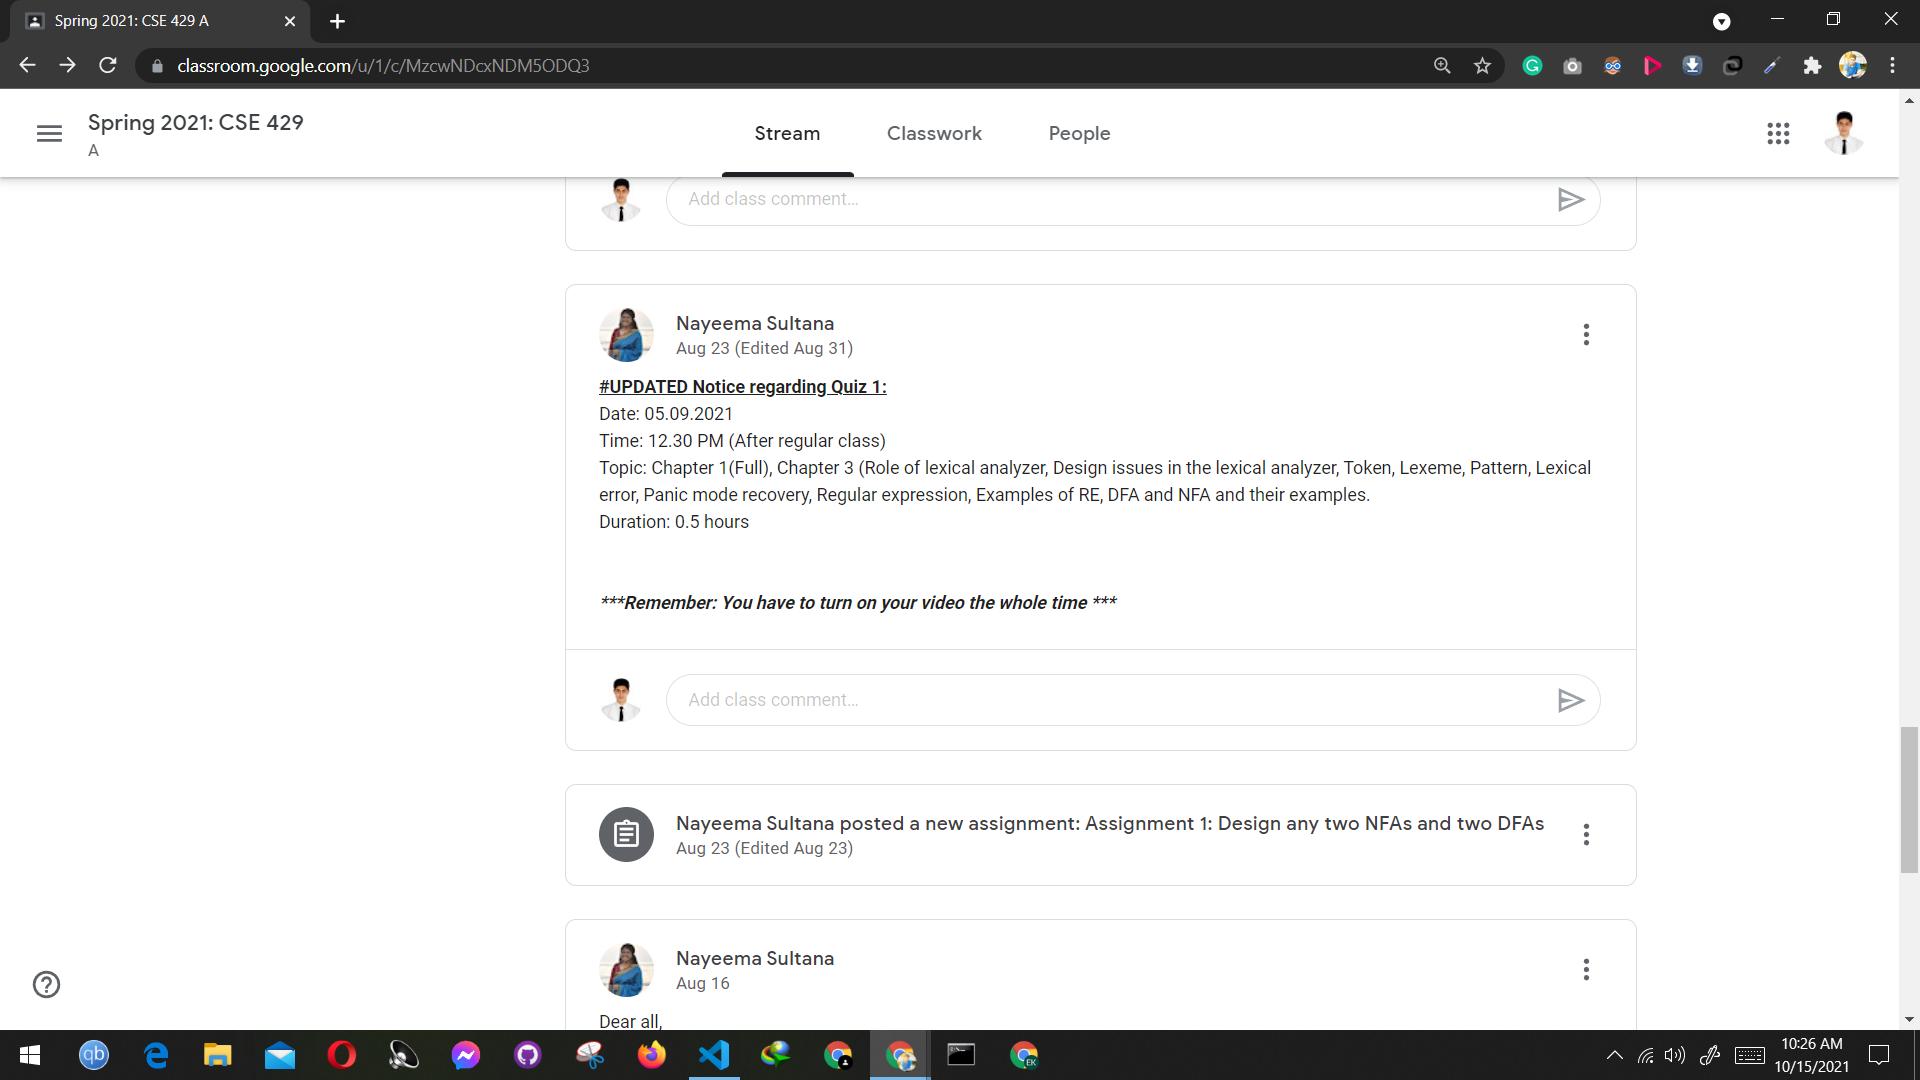 Spring 2021: CSE 429 A
classroom.google.com/u/1/c/MzcwNDcxNDM5ODQ3
Spring 2021: CSE 429
A
Stream
Classwork
People
Add class comment…
Nayeema Sultana
Aug 23 (Edited Aug 31)
#UPDATED Notice regarding Quiz 1:
Date: 05.09.2021
Time: 12.30 PM (After regular class)
Topic: Chapter 1(Full), Chapter 3 (Role of lexical analyzer, Design issues in the lexical analyzer, Token, Lexeme, Pattern, Lexical
error, Panic mode recovery, Regular expression, Examples of RE, DFA and NFA and their examples.
Duration: 0.5 hours
***Remember: You have to turn on your video the whole time ***
Add class comment…
Nayeema Sultana posted a new assignment: Assignment 1: Design any two NFAs and two DFAs
Aug 23 (Edited Aug 23)
Nayeema Sultana
Aug 16
Dear all,
qb
EK
10:26 AM
10/15/2021